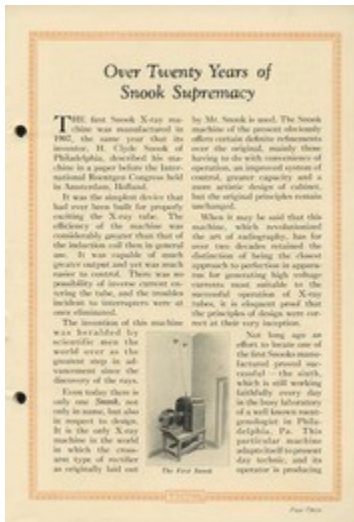 Over Twenty Years of
Snook Supremacy
THE first Snook X-ray ma-
chine was manufactured in
1907, the same year that its
inventor, H. Clyde Snook of
Philadelphia, described his ma-
chine in a paper before the Inter-
national Roentgen Congress held
in Amsterdam, Holland.
It was the simplest device that
had ever been built for properly
exciting the X-ray tube. The
efficiency of the machine was
considerably greater than that of
the induction coil then in general
use. It was capable of much
greater output and yet was much
easier to control. There was no
possibility of inverse current en-
tering the tube, and the troubles
incident to interrupters were at
once eliminated.
The invention of this machine
was heralded by
scientific men the
world over as the
greatest step in ad-
vancement since the
discovery of the rays.
Even today there is
only one Snook, not
only in name, but also
in respect to design.
It is the only X-ray
machine in the world
in which the cross-
arm type of rectifier
as originally laid out
by Mr. Snook is used. The Snook
machine of the present obviously
offers certain definite refinements
over the original, mainly those
having to do with convenience of
operation, an improved system of
control, greater capacity and a
more artistic design of cabinet,
but the original principles remain
unchanged.
When it may be said that this
machine, which revolutionized
the art of radiography, has for
over two decades retained the
distinction of being the closest
approach to perfection in appara-
tus for generating high voltage
currents most suitable to the
successful operation of X-ray
tubes, it is eloquent proof that
the principles of design were cor-
rect at their very inception.
Not long ago an
effort to locate one of
the first Snooks manu-
factured proved suc-
cessful—the sixth,
which is still working
faithfully every day
in the busy laboratory
of a well known roent-
genologist in Phila-
delphia, Pa. This
particular machine
adapts itself to present
day technic, and its
operator is producing
The First Snook
Page Three